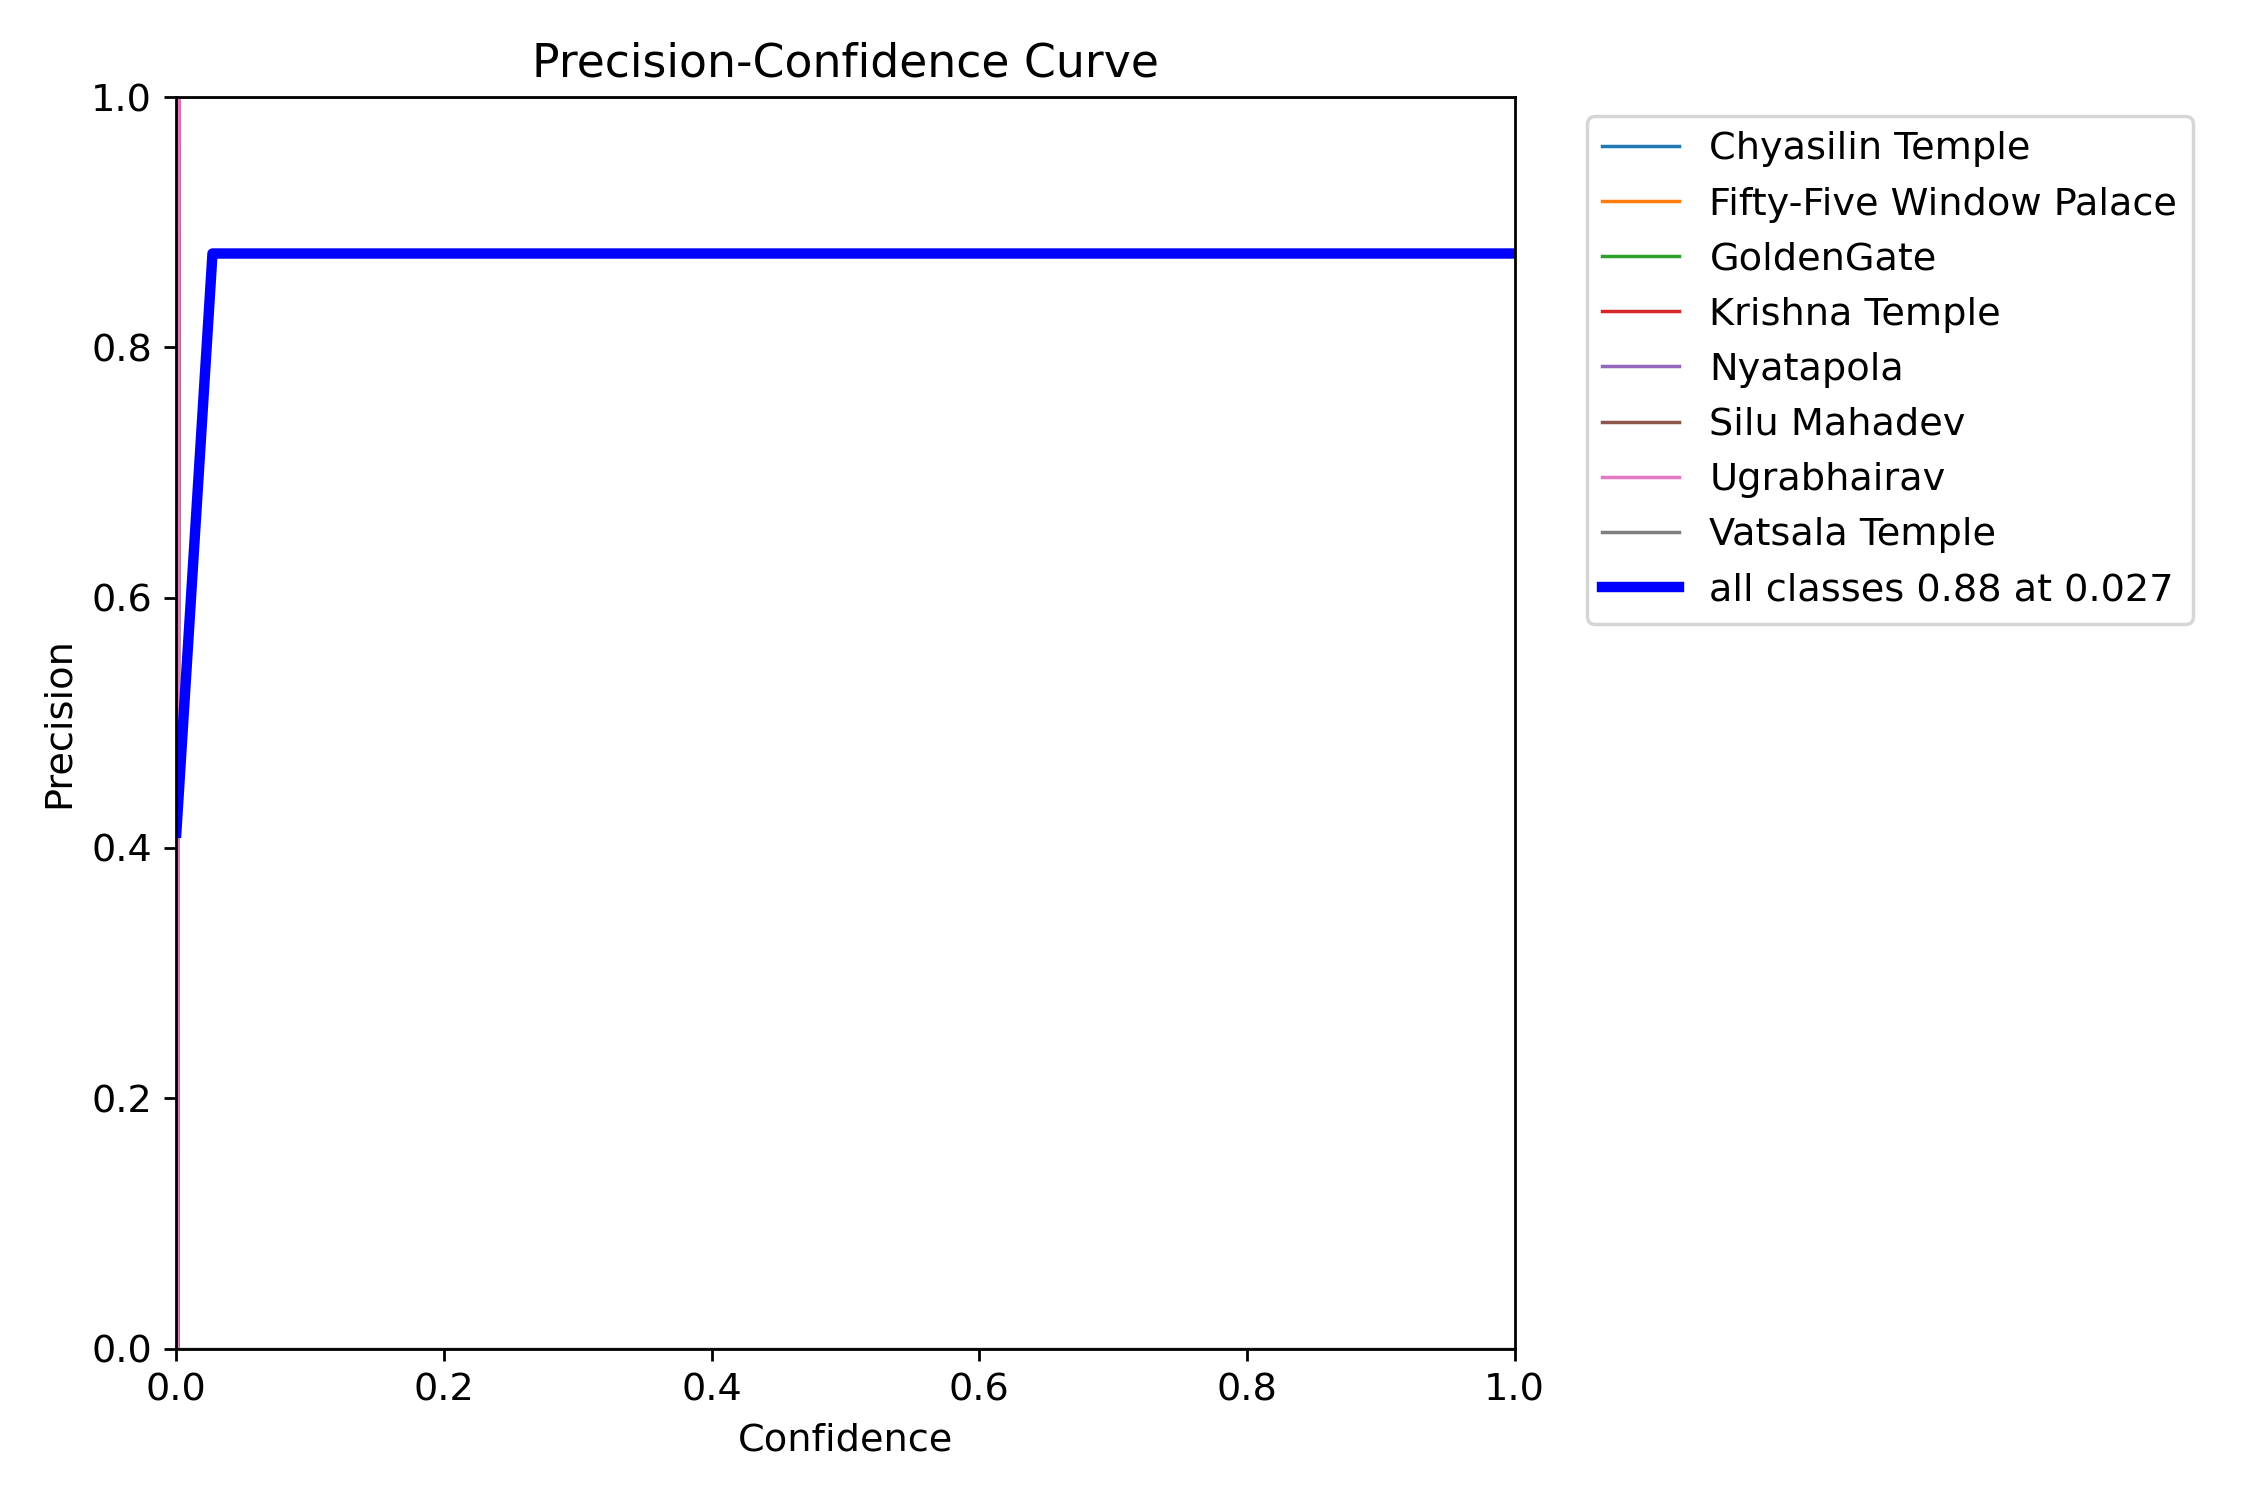 Precision-Confidence Curve
1.0
0.8
0.6
0.4
0.2
0.0
Precision
0.0 0.2 0.4 0.6 0.8 1.0
Confidence
Chyasilin Temple
Fifty-Five Window Palace
GoldenGate
Krishna Temple
Nyatapola
Silu Mahadev
Ugrabhairav
Vatsala Temple
all classes 0.88 at 0.027